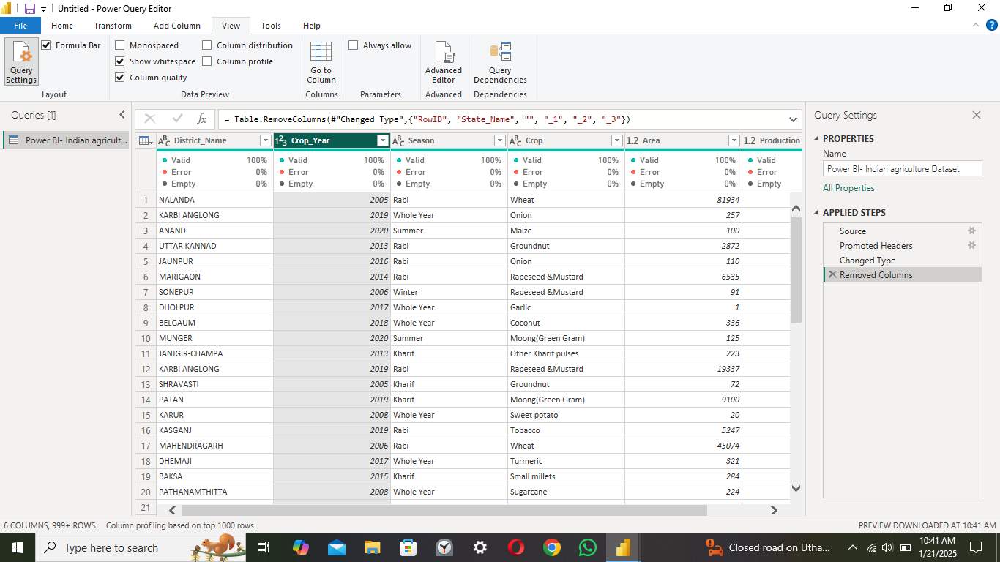 Untitled - Power Query Editor
File Home Transform Add Column View Tools Help
Query Settings
Formula Bar
Monospaced
Show whitespace
Column quality
Column distribution
Column profile
Go to Column
Always allow
Advanced Editor
Query Dependencies
Layout Data Preview Columns Parameters Advanced Dependencies
Queries [1]
Power BI- Indian agricult...
fx = Table.RemoveColumns(#"Changed Type",{"RowID", "State_Name", "", "_1", "_2", "_3"})
ABC District_Name 123 Crop_Year ABC Season ABC Crop 1.2 Area 1.2 Production
Valid 100% Valid 100% Valid 100% Valid 100% Valid 100% Valid
Error 0% Error 0% Error 0% Error 0% Error 0% Error
Empty 0% Empty 0% Empty 0% Empty 0% Empty 0% Empty
1 NALANDA 2005 Rabi Wheat 81934
2 KARBI ANGLONG 2019 Whole Year Onion 257
3 ANAND 2020 Summer Maize 100
4 UTTAR KANNAD 2013 Rabi Groundnut 2872
5 JAUNPUR 2016 Rabi Onion 110
6 MARIGAON 2014 Rabi Rapeseed &Mustard 6535
7 SONEPUR 2006 Winter Rapeseed &Mustard 91
8 DHOLPUR 2017 Whole Year Garlic 1
9 BELGAUM 2018 Whole Year Coconut 336
10 MUNGER 2020 Summer Moong(Green Gram) 125
11 JANJGIR-CHAMPA 2013 Kharif Other Kharif pulses 223
12 KARBI ANGLONG 2019 Rabi Rapeseed &Mustard 19337
13 SHRAVASTI 2005 Kharif Groundnut 72
14 PATAN 2019 Kharif Moong(Green Gram) 9100
15 KARUR 2008 Whole Year Sweet potato 20
16 KASGANJ 2019 Rabi Tobacco 5247
17 MAHENDRAGARH 2006 Rabi Wheat 45074
18 DHEMAJI 2017 Whole Year Turmeric 321
19 BAKSA 2015 Kharif Small millets 284
20 PATHANAMTHITTA 2008 Whole Year Sugarcane 224
21
Query Settings
PROPERTIES
Name
Power BI- Indian agriculture Dataset
All Properties
APPLIED STEPS
Source
Promoted Headers
Changed Type
Removed Columns
6 COLUMNS, 999+ ROWS Column profiling based on top 1000 rows PREVIEW DOWNLOADED AT 10:41 AM
Type here to search
Closed road on Utha...
10:41 AM
1/21/2025